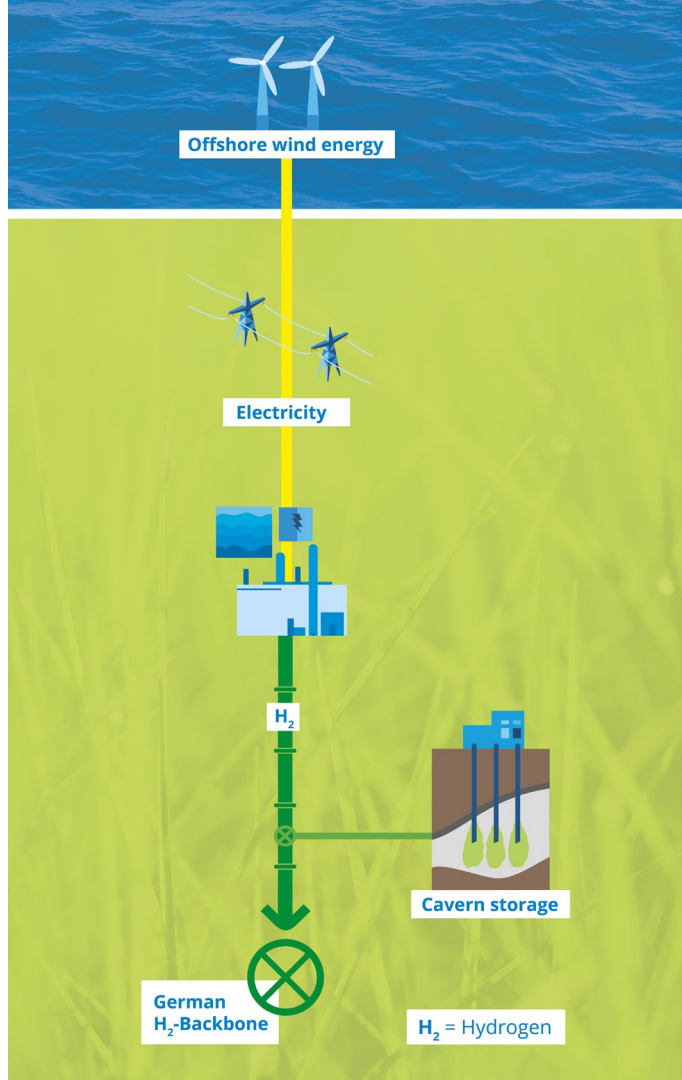 Offshore wind energy
Electricity
H₂
Cavern storage
German
H₂-Backbone
H₂ = Hydrogen